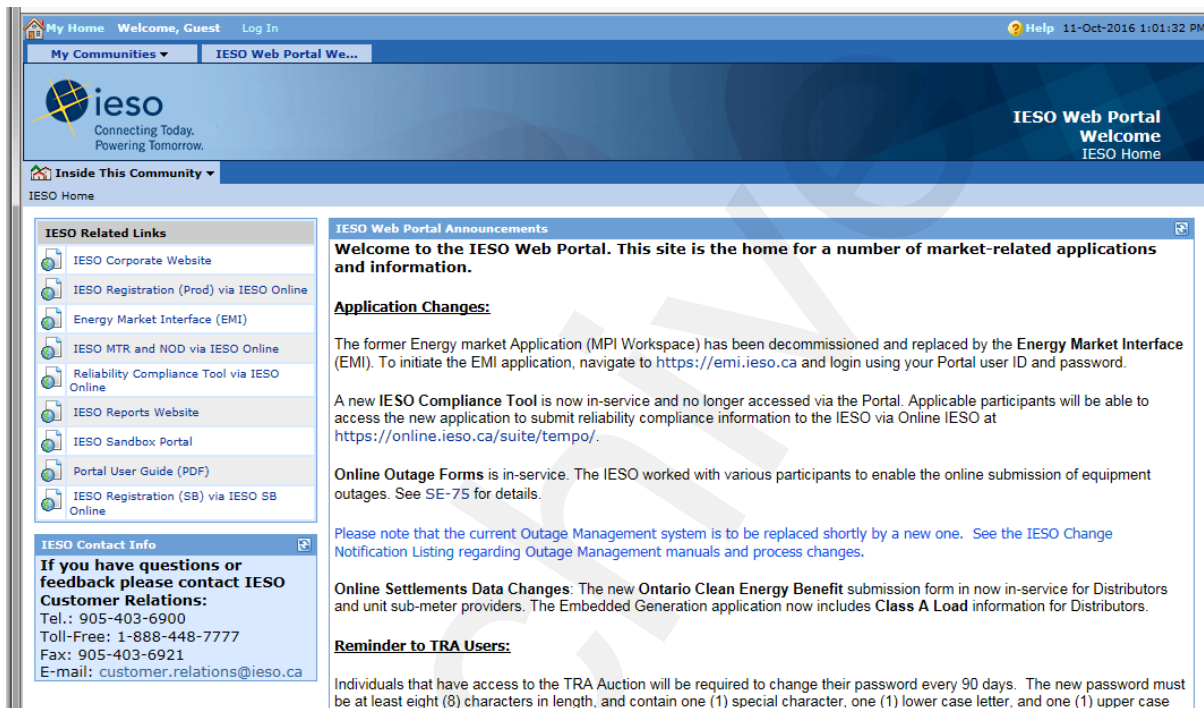 My Home Welcome, Guest Log In
Help 11-Oct-2016 1:01:32 PM
My Communities
IESO Web Portal We...
ieso
Connecting Today.
Powering Tomorrow.
IESO Web Portal
Welcome
IESO Home
Inside This Community
IESO Home
IESO Related Links
IESO Corporate Website
IESO Registration (Prod) via IESO Online
Energy Market Interface (EMI)
IESO MTR and NOD via IESO Online
Reliability Compliance Tool via IESO
Online
IESO Reports Website
IESO Sandbox Portal
Portal User Guide (PDF)
IESO Registration (SB) via IESO SB
Online
IESO Contact Info
If you have questions or
feedback please contact IESO
Customer Relations:
Tel.: 905-403-6900
Toll-Free: 1-888-448-7777
Fax: 905-403-6921
E-mail: customer.relations@ieso.ca
IESO Web Portal Announcements
Welcome to the IESO Web Portal. This site is the home for a number of market-related applications
and information.
Application Changes:
The former Energy market Application (MPI Workspace) has been decommissioned and replaced by the Energy Market Interface
(EMI). To initiate the EMI application, navigate to https://emi.ieso.ca and login using your Portal user ID and password.
A new IESO Compliance Tool is now in-service and no longer accessed via the Portal. Applicable participants will be able to
access the new application to submit reliability compliance information to the IESO via Online IESO at
https://online.ieso.ca/suite/tempo/.
Online Outage Forms is in-service. The IESO worked with various participants to enable the online submission of equipment
outages. See SE-75 for details.
Please note that the current Outage Management system is to be replaced shortly by a new one. See the IESO Change
Notification Listing regarding Outage Management manuals and process changes.
Online Settlements Data Changes: The new Ontario Clean Energy Benefit submission form in now in-service for Distributors
and unit sub-meter providers. The Embedded Generation application now includes Class A Load information for Distributors.
Reminder to TRA Users:
Individuals that have access to the TRA Auction will be required to change their password every 90 days. The new password must
be at least eight (8) characters in length, and contain one (1) special character, one (1) lower case letter, and one (1) upper case